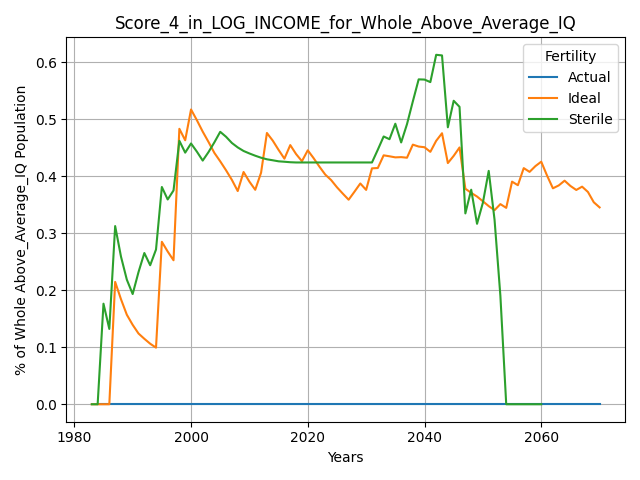 Score_4_in_LOG_INCOME_for_Whole_Above_Average_IQ
% of Whole Above_Average_IQ Population
0.6
0.5
0.4
0.3
0.2
0.1
0.0
Fertility
Actual
Ideal
Sterile
1980 2000 2020 2040 2060
Years